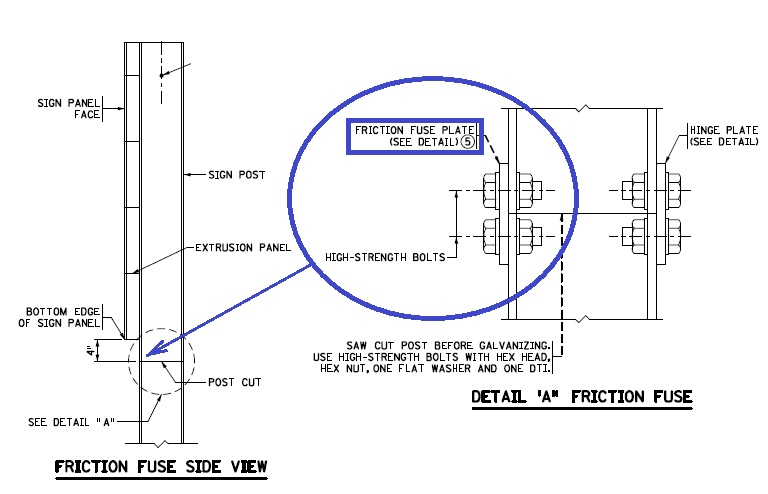 SIGN PANEL
FACE
SIGN POST
EXTRUSION PANEL
BOTTOM EDGE
OF SIGN PANEL
4"
POST CUT
SEE DETAIL "A"
FRICTION FUSE SIDE VIEW
FRICTION FUSE PLATE
(SEE DETAIL) 5
HINGE PLATE
(SEE DETAIL)
HIGH-STRENGTH BOLTS
SAW CUT POST BEFORE GALVANIZING.
USE HIGH-STRENGTH BOLTS WITH HEX HEAD,
HEX NUT, ONE FLAT WASHER AND ONE DTI.
DETAIL 'A" FRICTION FUSE